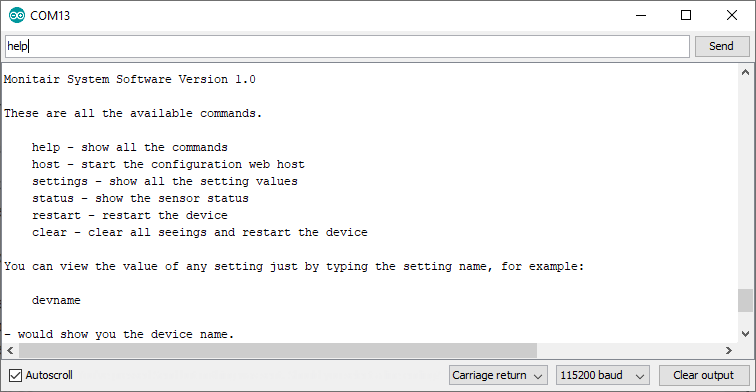 COM13
help
Send
Monitair System Software Version 1.0
These are all the available commands.
help - show all the commands
host - start the configuration web host
settings - show all the setting values
status - show the sensor status
restart - restart the device
clear - clear all seeings and restart the device
You can view the value of any setting just by typing the setting name, for example:
devname
- would show you the device name.
Autoscroll
Carriage return
115200 baud
Clear output